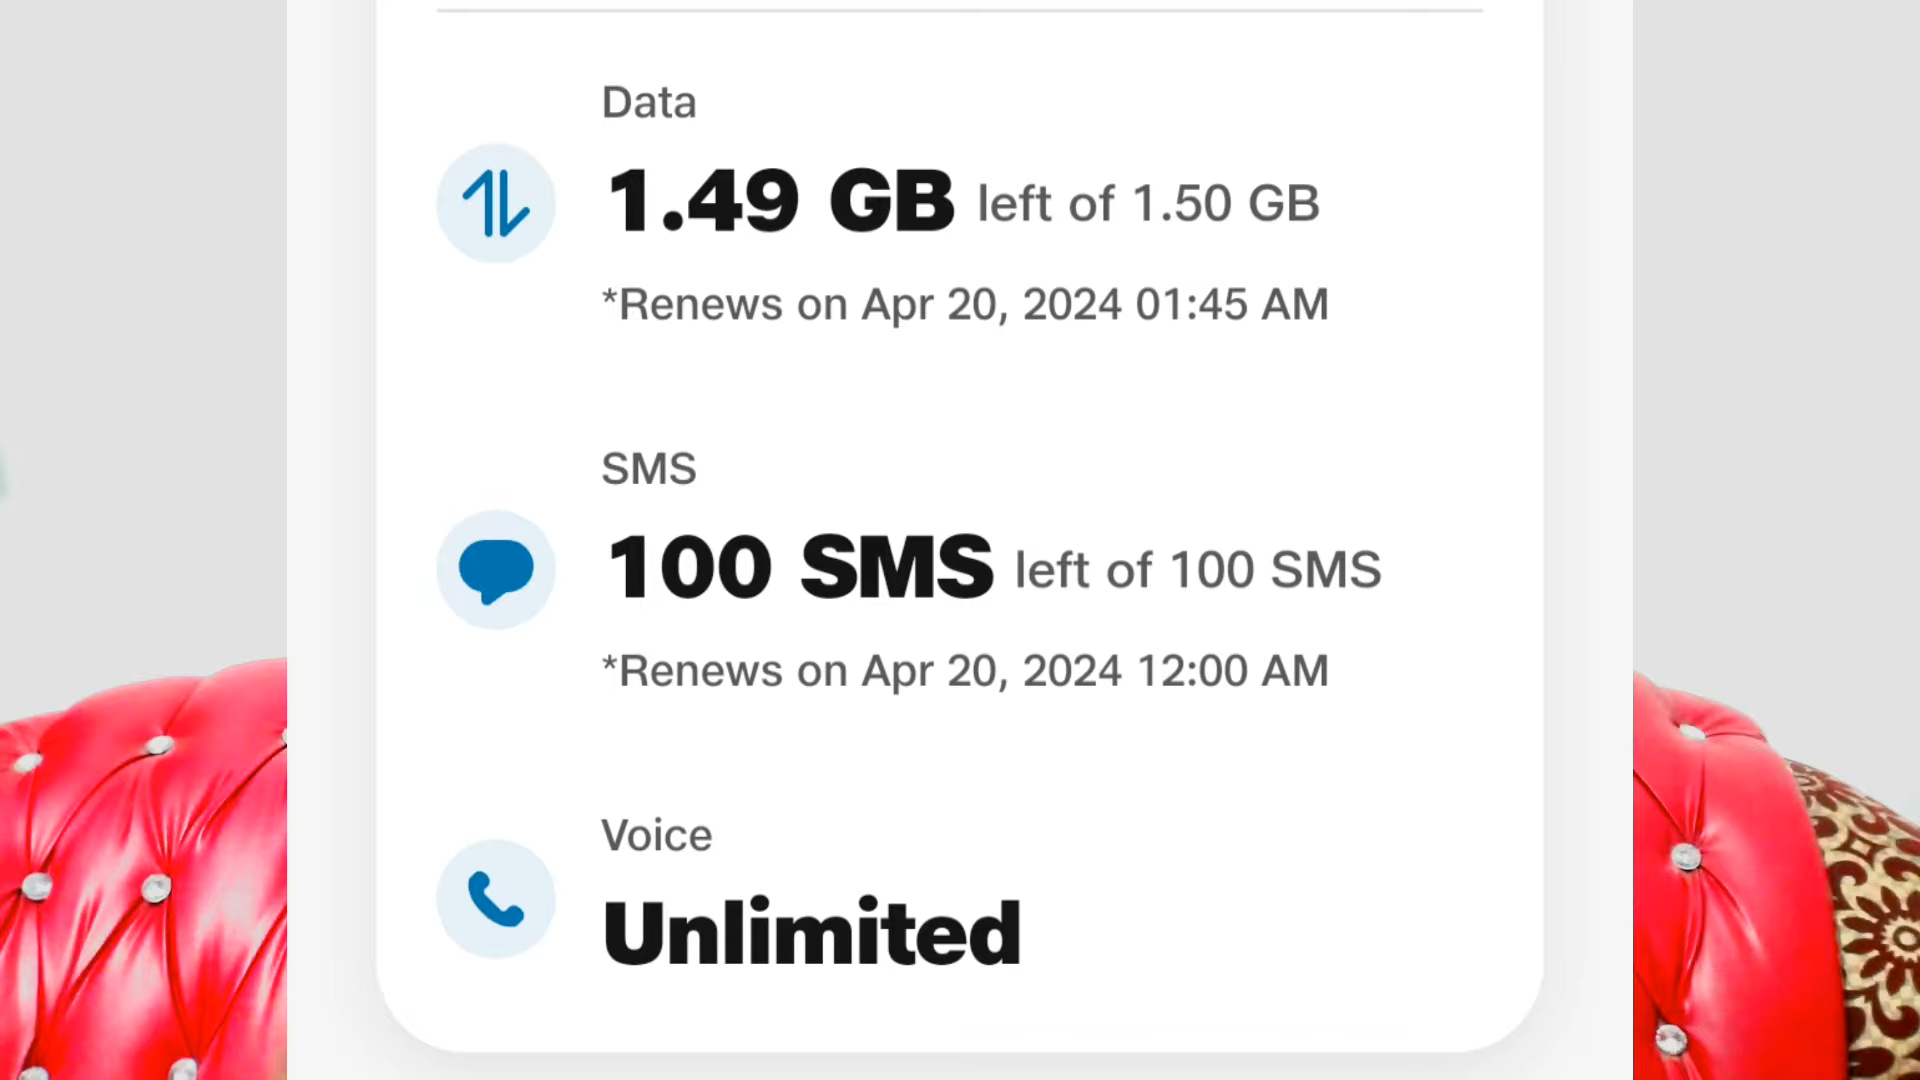 Data
1.49 GB left of 1.50 GB
*Renews on Apr 20, 2024 01:45 AM
SMS
100 SMS left of 100 SMS
*Renews on Apr 20, 2024 12:00 AM
Voice
Unlimited